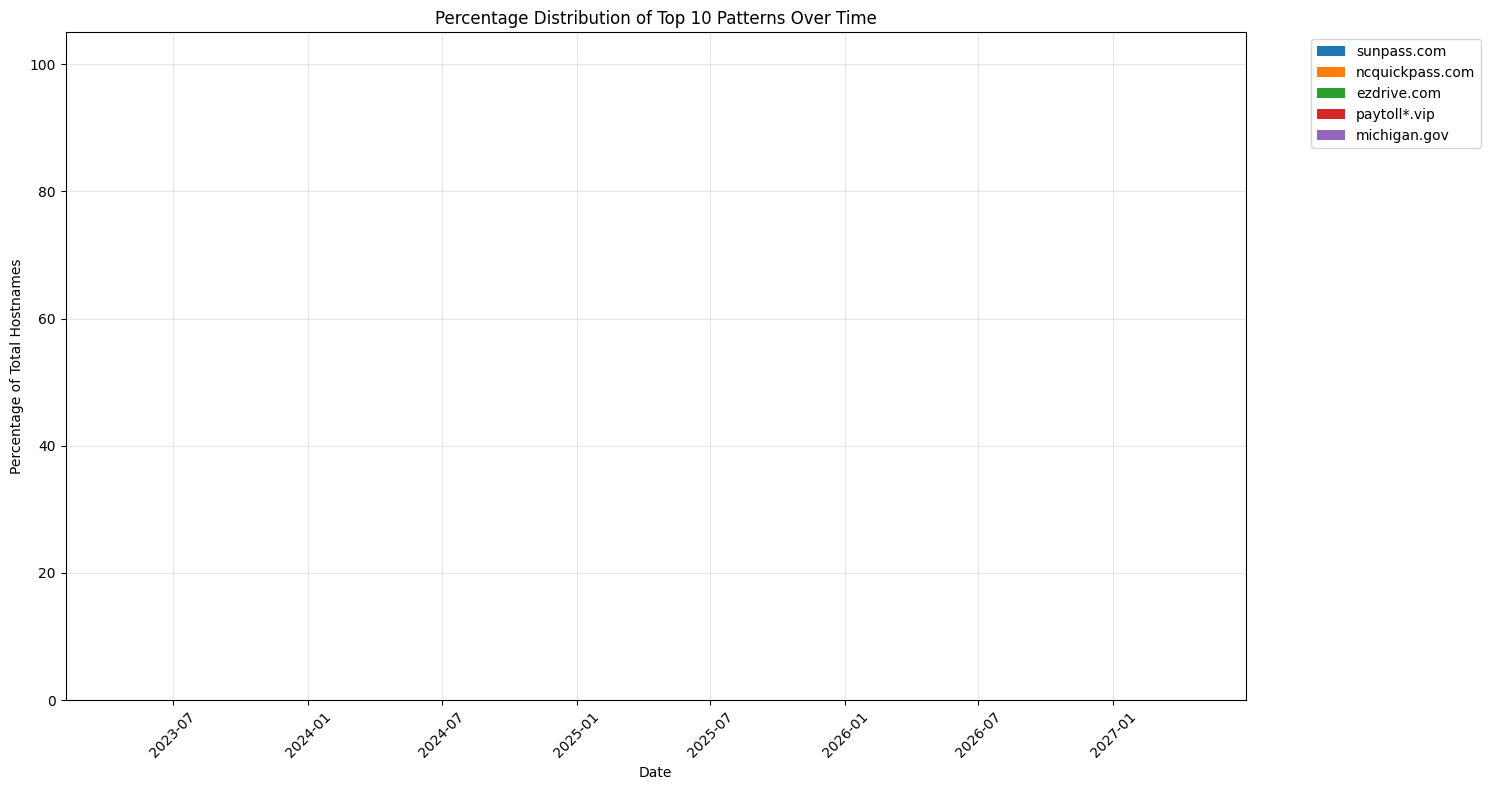 Percentage Distribution of Top 10 Patterns Over Time
sunpass.com
ncquickpass.com
ezdrive.com
paytoll*.vip
michigan.gov
Percentage of Total Hostnames
100
80
60
40
20
0
2023-07
2024-01
2024-07
2025-01
2025-07
2026-01
2026-07
2027-01
Date